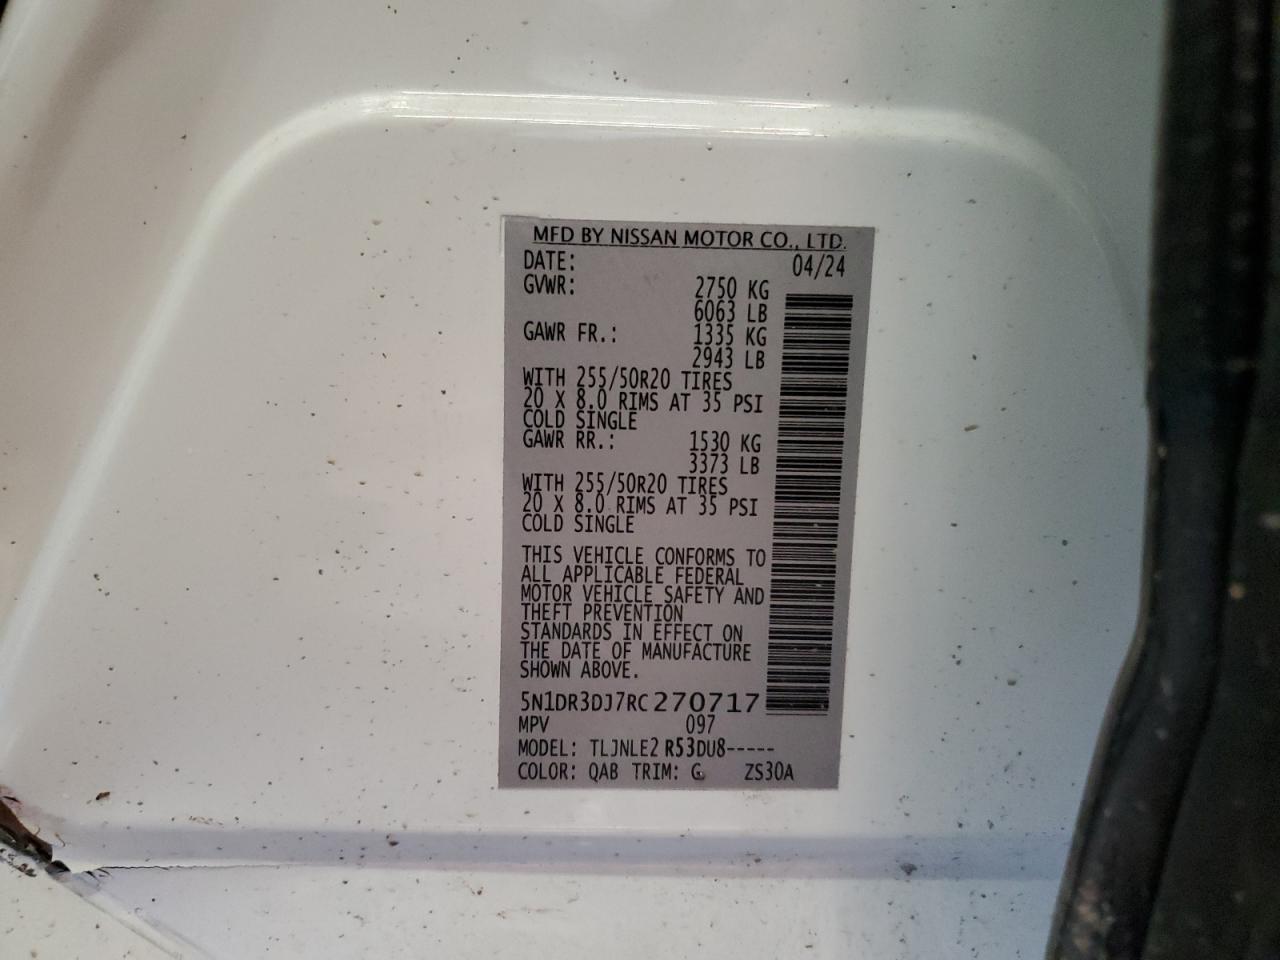 MFD BY NISSAN MOTOR CO., LTD.
DATE: 04/24
GVWR: 2750 KG
6063 LB
GAWR FR.: 1335 KG
2943 LB
WITH 255/50R20 TIRES
20 X 8.0 RIMS AT 35 PSI
COLD SINGLE
GAWR RR.: 1530 KG
3373 LB
WITH 255/50R20 TIRES
20 X 8.0 RIMS AT 35 PSI
COLD SINGLE
THIS VEHICLE CONFORMS TO
ALL APPLICABLE FEDERAL
MOTOR VEHICLE SAFETY AND
THEFT PREVENTION
STANDARDS IN EFFECT ON
THE DATE OF MANUFACTURE
SHOWN ABOVE.
5N1DR3DJ7RC270717
MPV 097
MODEL: TLJNLE2 R53DU8-----
COLOR: QAB TRIM: G ZS30A